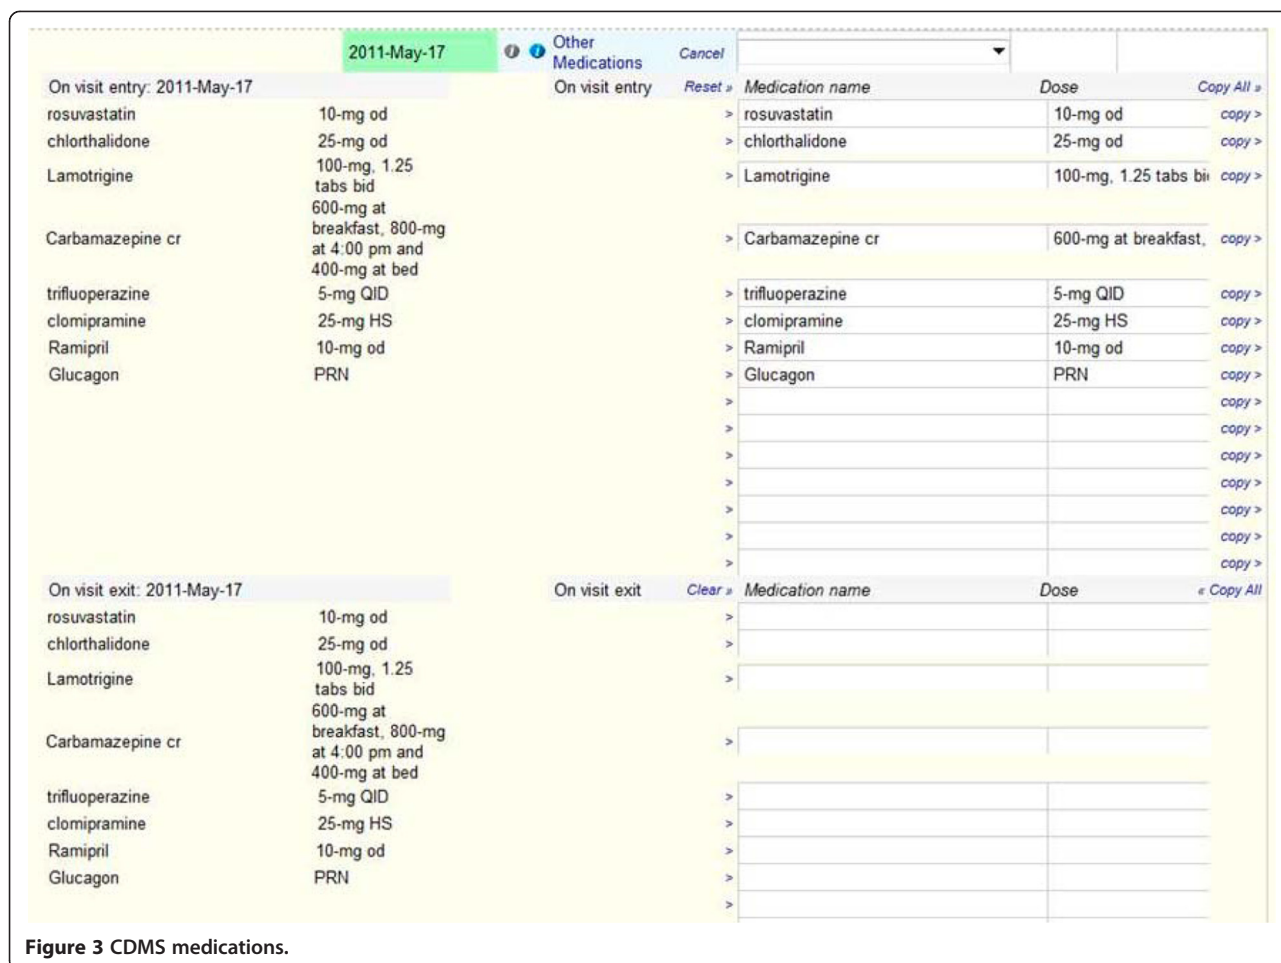 2011-May-17 Other Medications Cancel
On visit entry: 2011-May-17 On visit entry Reset » Medication name Dose Copy All »
rosuvastatin 10-mg od > rosuvastatin 10-mg od copy >
chlorthalidone 25-mg od > chlorthalidone 25-mg od copy >
Lamotrigine 100-mg, 1.25 tabs bid > Lamotrigine 100-mg, 1.25 tabs bi copy >
Carbamazepine cr 600-mg at breakfast, 800-mg at 4:00 pm and 400-mg at bed > Carbamazepine cr 600-mg at breakfast, copy >
trifluoperazine 5-mg QID > trifluoperazine 5-mg QID copy >
clomipramine 25-mg HS > clomipramine 25-mg HS copy >
Ramipril 10-mg od > Ramipril 10-mg od copy >
Glucagon PRN > Glucagon PRN copy >
> copy >
> copy >
> copy >
> copy >
> copy >
> copy >
> copy >
On visit exit: 2011-May-17 On visit exit Clear » Medication name Dose « Copy All
rosuvastatin 10-mg od >
chlorthalidone 25-mg od >
Lamotrigine 100-mg, 1.25 tabs bid >
Carbamazepine cr 600-mg at breakfast, 800-mg at 4:00 pm and 400-mg at bed >
trifluoperazine 5-mg QID >
clomipramine 25-mg HS >
Ramipril 10-mg od >
Glucagon PRN >
>
Figure 3 CDMS medications.